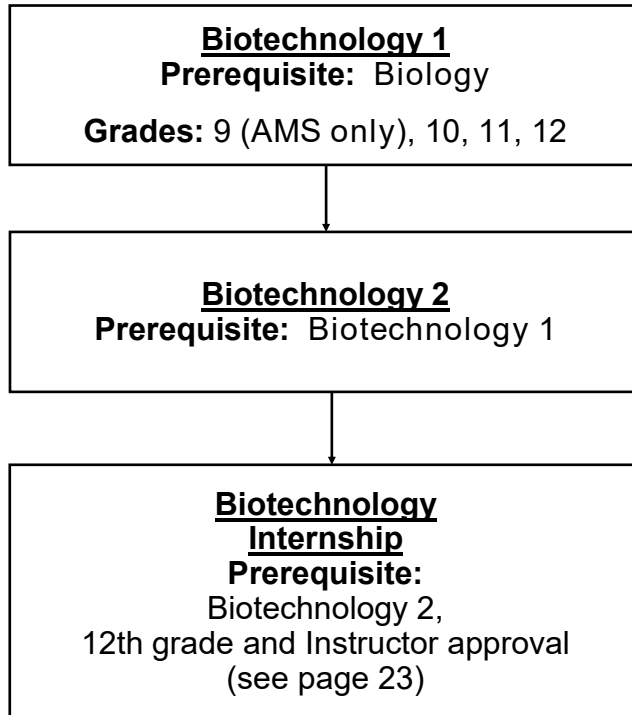 Biotechnology 1
Prerequisite: Biology
Grades: 9 (AMS only), 10, 11, 12
Biotechnology 2
Prerequisite: Biotechnology 1
Biotechnology
Internship
Prerequisite:
Biotechnology 2,
12th grade and Instructor approval
(see page 23)